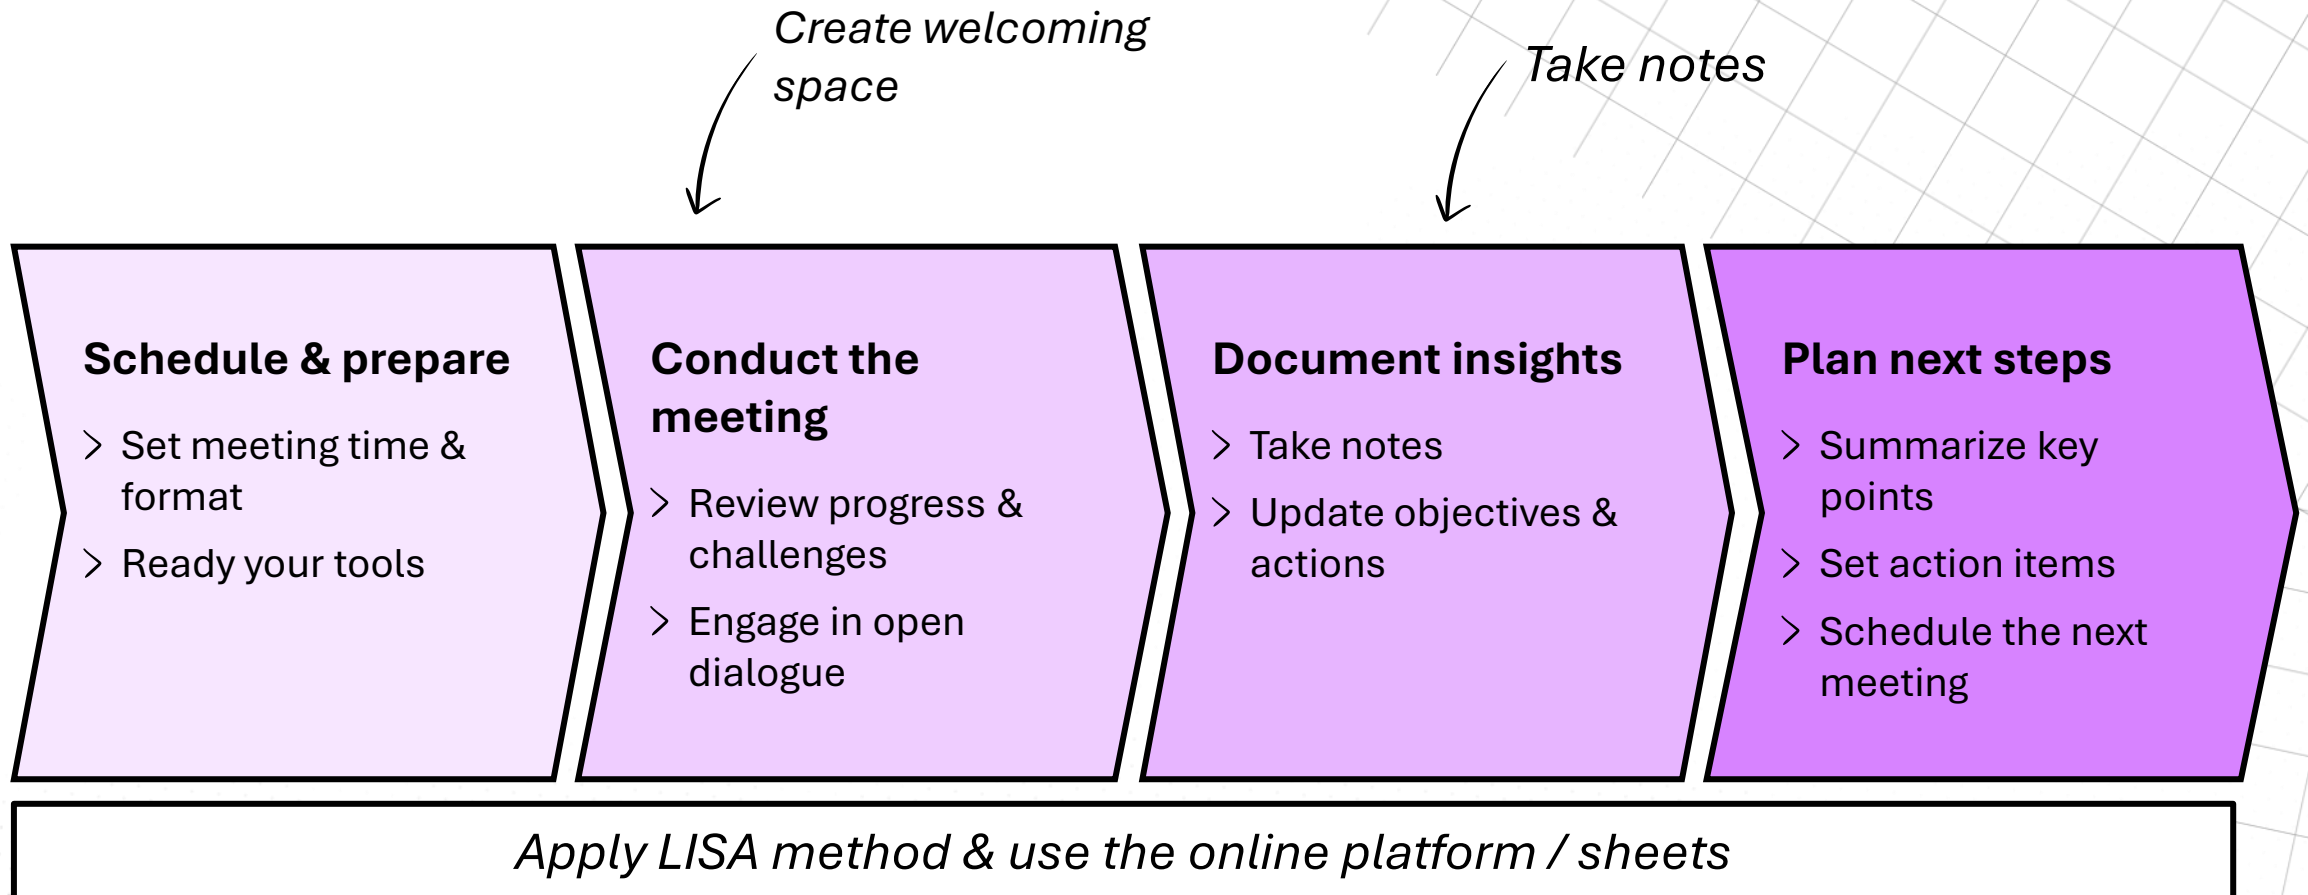 Create welcoming
space
Take notes
Schedule & prepare
Set meeting time &
format
Ready your tools
Conduct the
meeting
Review progress &
challenges
Engage in open
dialogue
Document insights
Take notes
Update objectives &
actions
Plan next steps
Summarize key
points
Set action items
Schedule the next
meeting
Apply LISA method & use the online platform / sheets